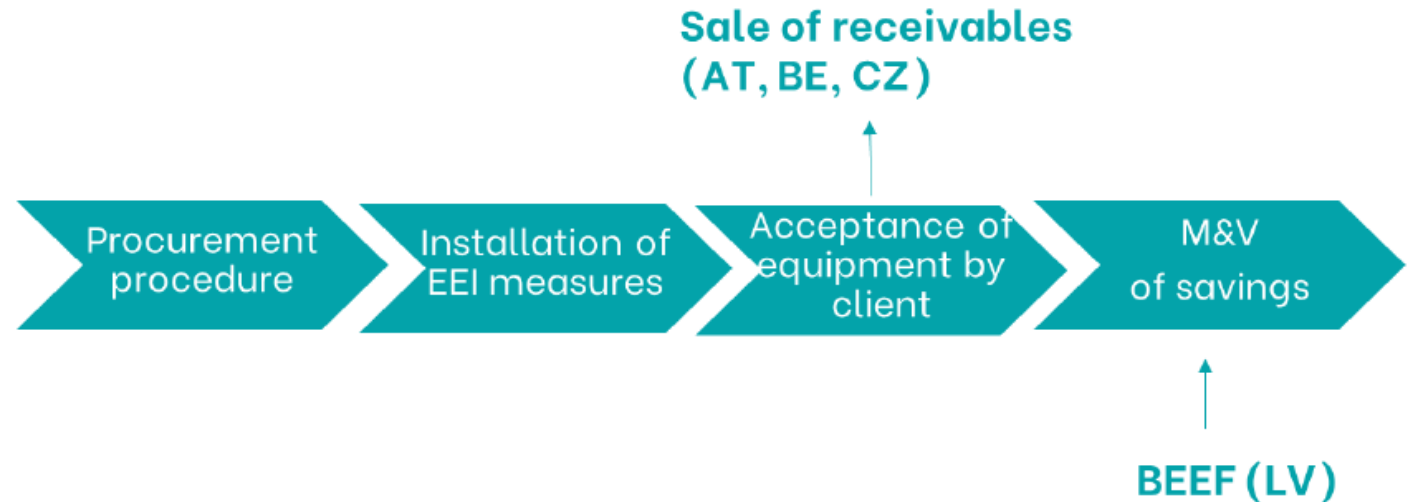 Sale of receivables
(AT, BE, CZ)
Procurement
procedure
Installation of
EEI measures
Acceptance of
equipment by
client
M&V
of savings
BEEF (LV)